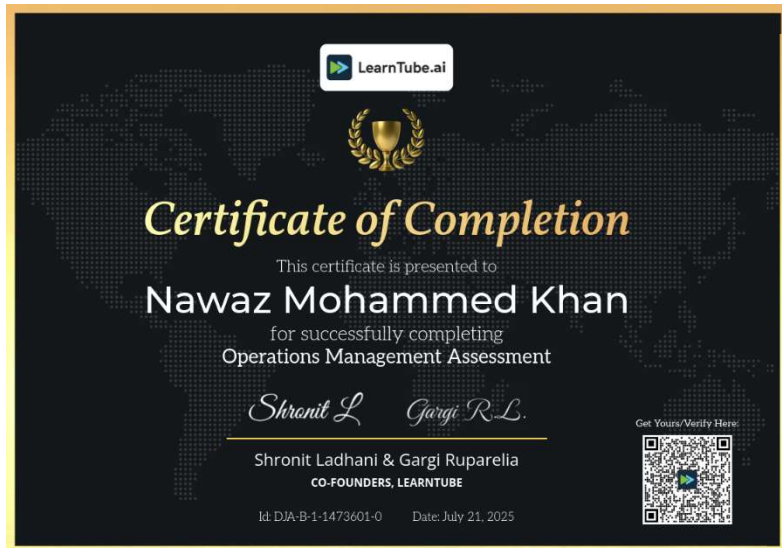 LearnTube.ai
Certificate of Completion
This certificate is presented to
Nawaz Mohammed Khan
for successfully completing
Operations Management Assessment
Shronit L Gargi R.L.
Get Yours/Verify Here:
Shronit Ladhani & Gargi Ruparelia
CO-FOUNDERS, LEARNTUBE
Id: DJA-B-1-1473601-0 Date: July 21, 2025